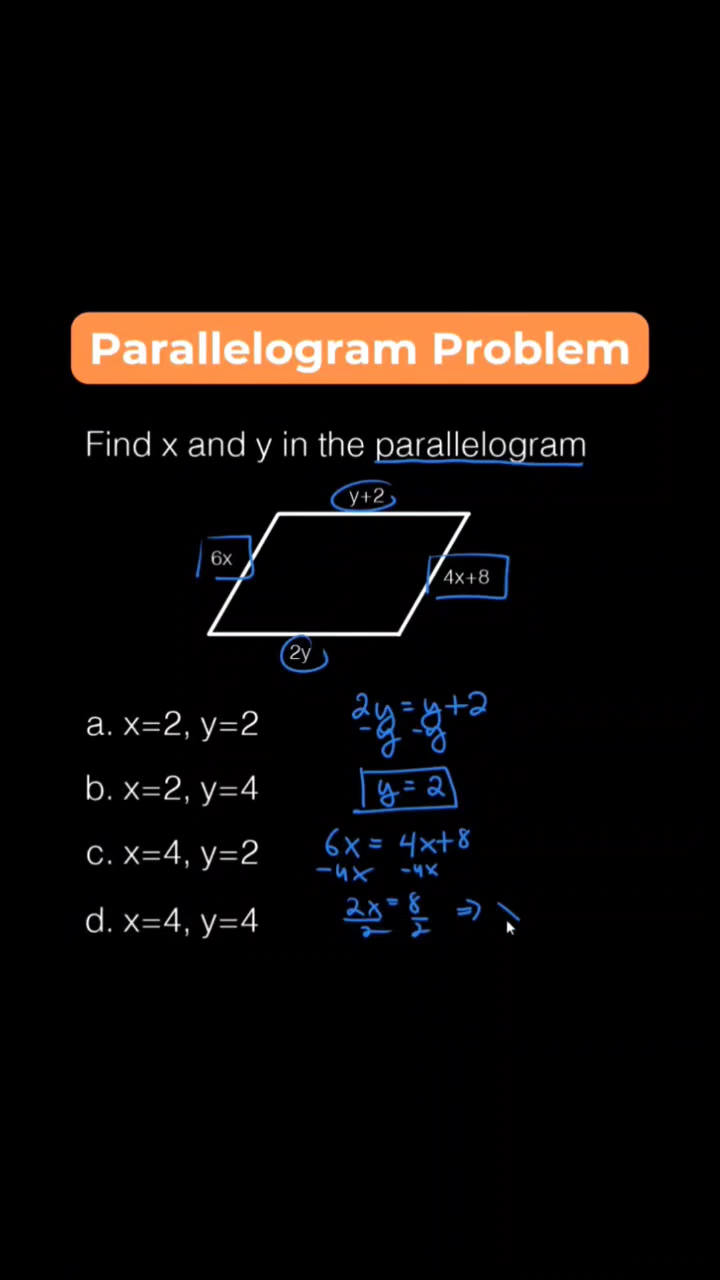 Parallelogram Problem
Find x and y in the parallelogram
y+2
6x
4x+8
2y
a. x=2, y=2
b. x=2, y=4
c. x=4, y=2
d. x=4, y=4
2y = y+2
-y -y
y = 2
6x = 4x+8
-4x -4x
2x = 8 ⇒
2 2